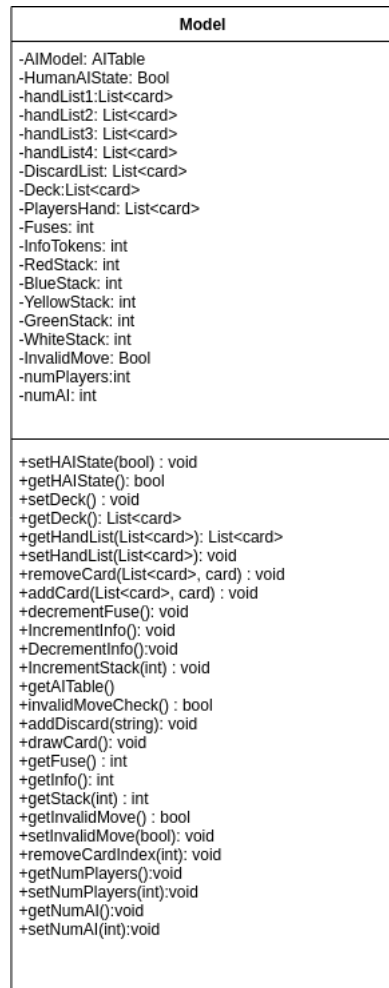 Model
-AIModel: AITable
-HumanAIState: Bool
-handList1:List<card>
-handList2: List<card>
-handList3: List<card>
-handList4: List<card>
-DiscardList: List<card>
-Deck:List<card>
-PlayersHand: List<card>
-Fuses: int
-InfoTokens: int
-RedStack: int
-BlueStack: int
-YellowStack: int
-GreenStack: int
-WhiteStack: int
-InvalidMove: Bool
-numPlayers:int
-numAI: int
+setHAIState(bool) : void
+getHAIState(): bool
+setDeck() : void
+getDeck(): List<card>
+getHandList(List<card>): List<card>
+setHandList(List<card>): void
+removeCard(List<card>, card) : void
+addCard(List<card>, card) : void
+decrementFuse(): void
+IncrementInfo(): void
+DecrementInfo():void
+IncrementStack(int) : void
+getAITable()
+invalidMoveCheck() : bool
+addDiscard(string): void
+drawCard(): void
+getFuse() : int
+getInfo(): int
+getStack(int) : int
+getInvalidMove() : bool
+setInvalidMove(bool): void
+removeCardIndex(int): void
+getNumPlayers():void
+setNumPlayers(int):void
+getNumAI():void
+setNumAI(int):void